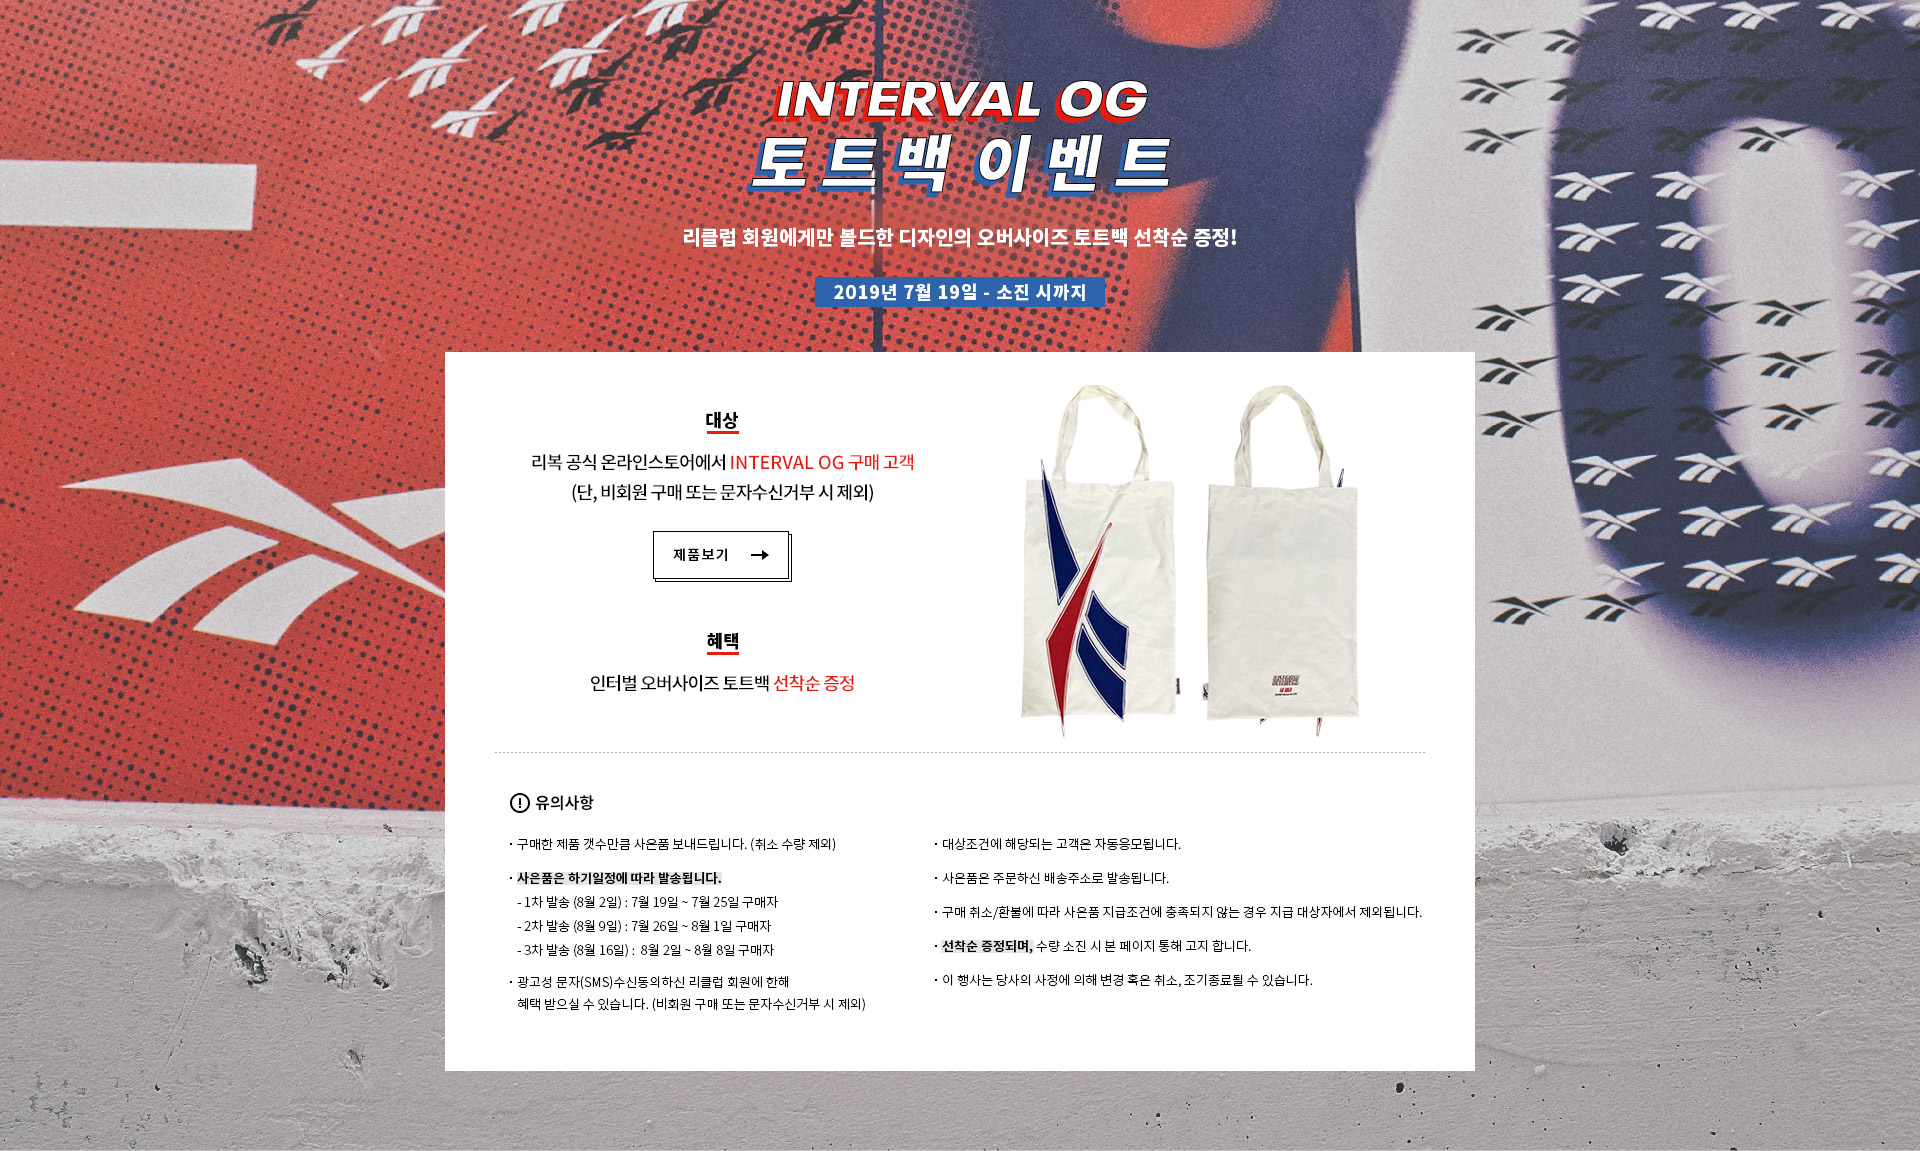 INTERVAL OG
토트백 이벤트
리클럽 회원에게만 볼드한 디자인의 오버사이즈 토트백 선착순 증정!
2019년 7월 19일 - 소진 시까지
대상
리복 공식 온라인스토어에서 INTERVAL OG 구매 고객
(단, 비회원 구매 또는 문자수신거부 시 제외)
제품보기
혜택
인터벌 오버사이즈 토트백 선착순 증정
유의사항
· 구매한 제품 갯수만큼 사은품 보내드립니다. (취소 수량 제외)
· 사은품은 하기일정에 따라 발송됩니다.
- 1차 발송 (8월 2일) : 7월 19일 ~ 7월 25일 구매자
- 2차 발송 (8월 9일) : 7월 26일 ~ 8월 1일 구매자
- 3차 발송 (8월 16일) : 8월 2일 ~ 8월 8일 구매자
· 광고성 문자(SMS)수신동의하신 리클럽 회원에 한해
혜택 받으실 수 있습니다. (비회원 구매 또는 문자수신거부 시 제외)
· 대상조건에 해당되는 고객은 자동응모됩니다.
· 사은품은 주문하신 배송주소로 발송됩니다.
· 구매 취소/환불에 따라 사은품 지급조건에 충족되지 않는 경우 지급 대상자에서 제외됩니다.
· 선착순 증정되며, 수량 소진 시 본 페이지 통해 고지 합니다.
· 이 행사는 당사의 사정에 의해 변경 혹은 취소, 조기종료될 수 있습니다.